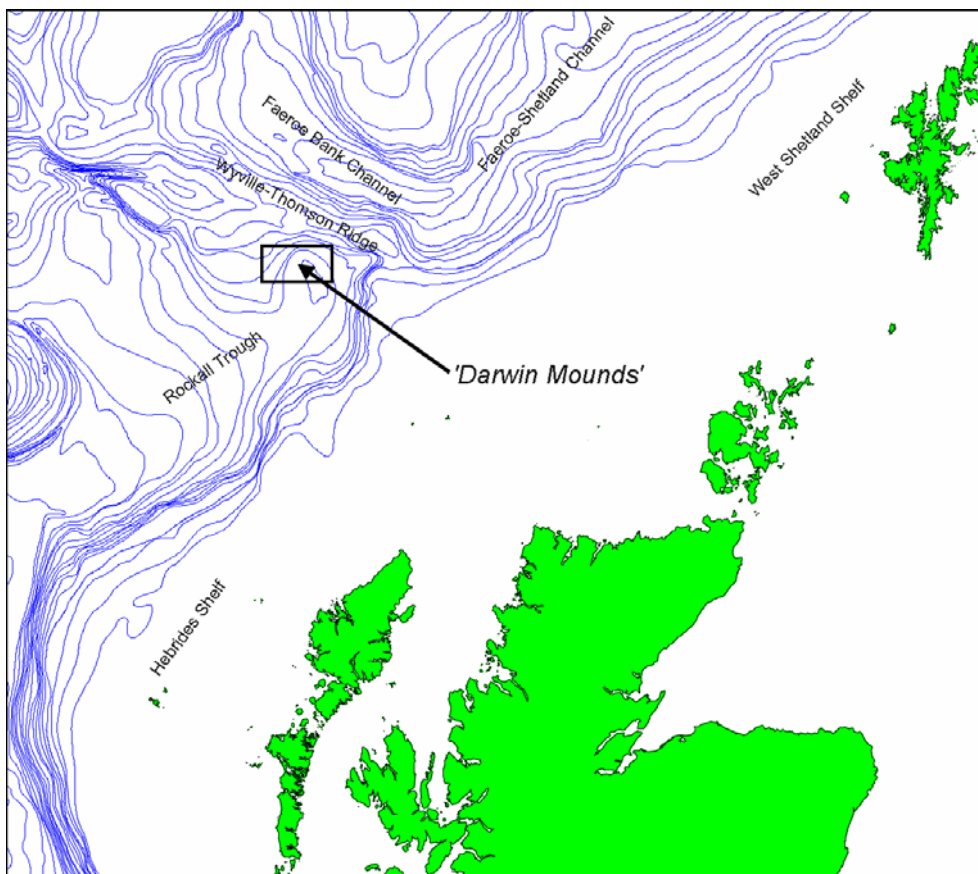 Faeroe-Shetland Channel
West Shetland Shelf
Faeroe Bank Channel
Wyville-Thomson Ridge
Rockall Trough
'Darwin Mounds'
Hebrides Shelf